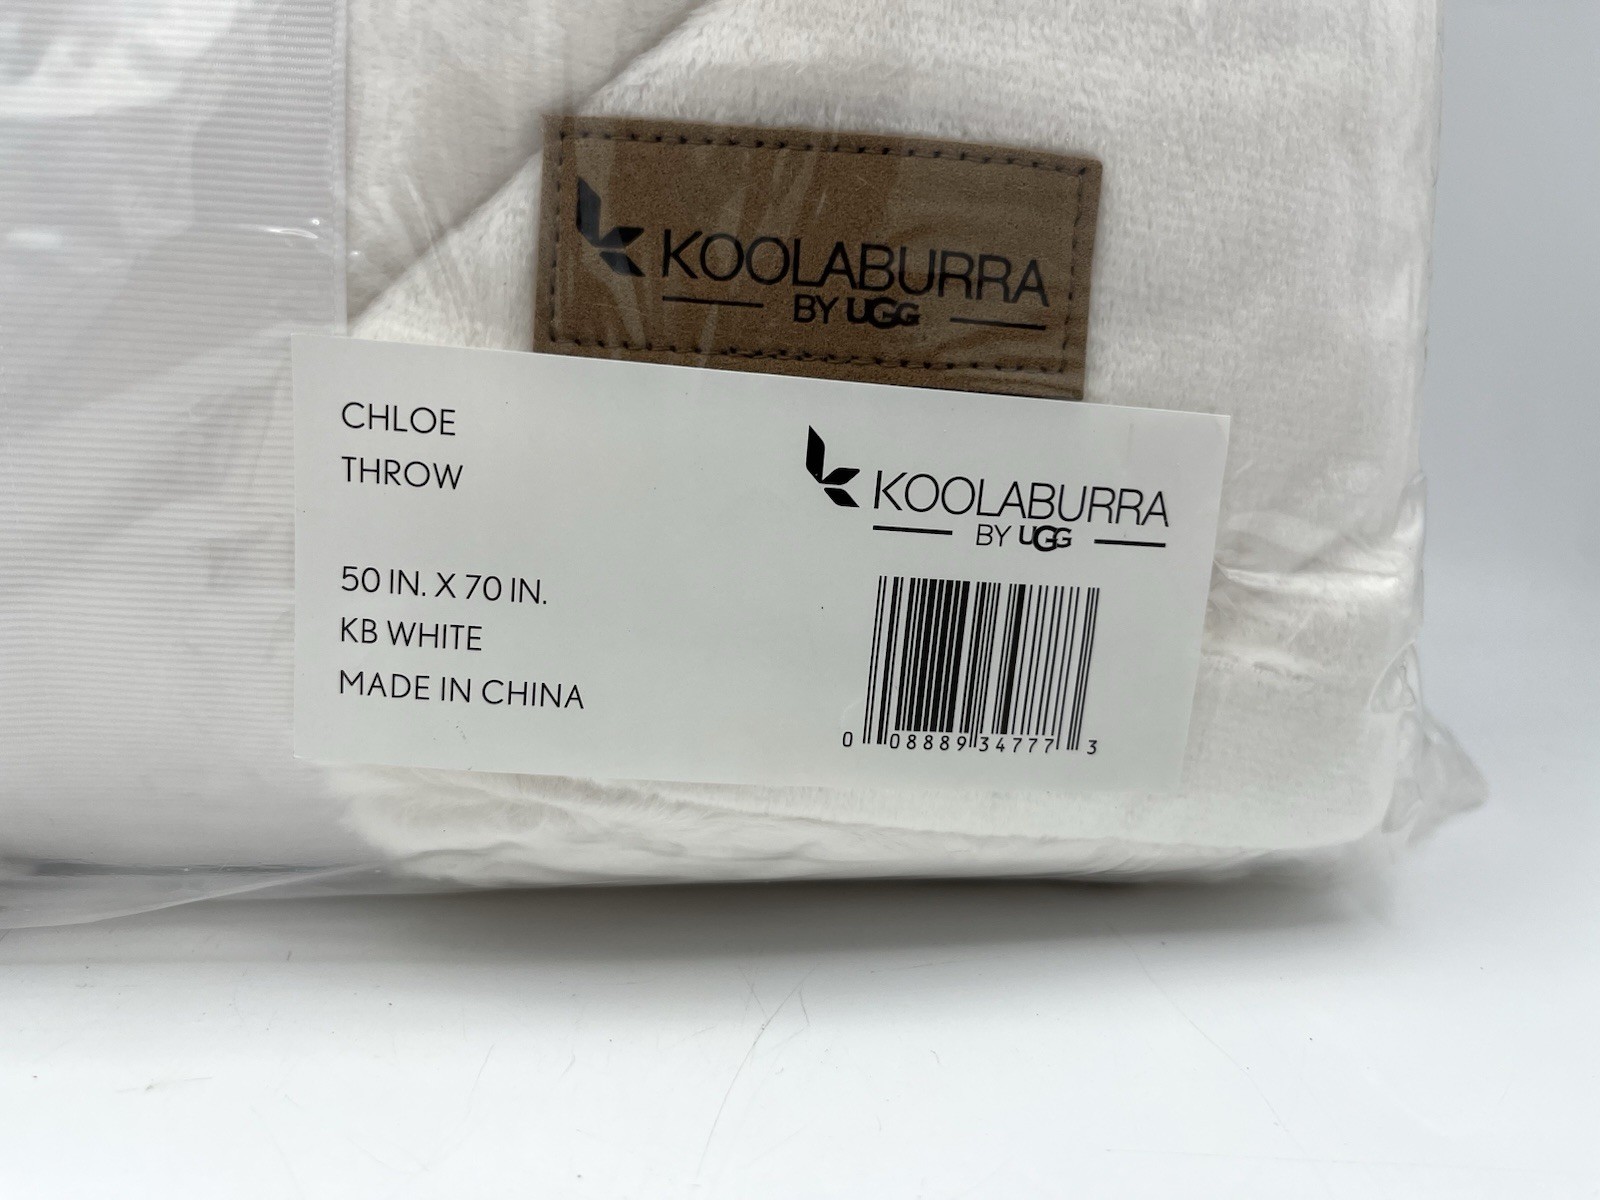 KOOLABURRA
BY UGG
CHLOE
THROW
KOOLABURRA
BY UGG
50 IN. X 70 IN.
KB WHITE
MADE IN CHINA
0 08889 34777 3